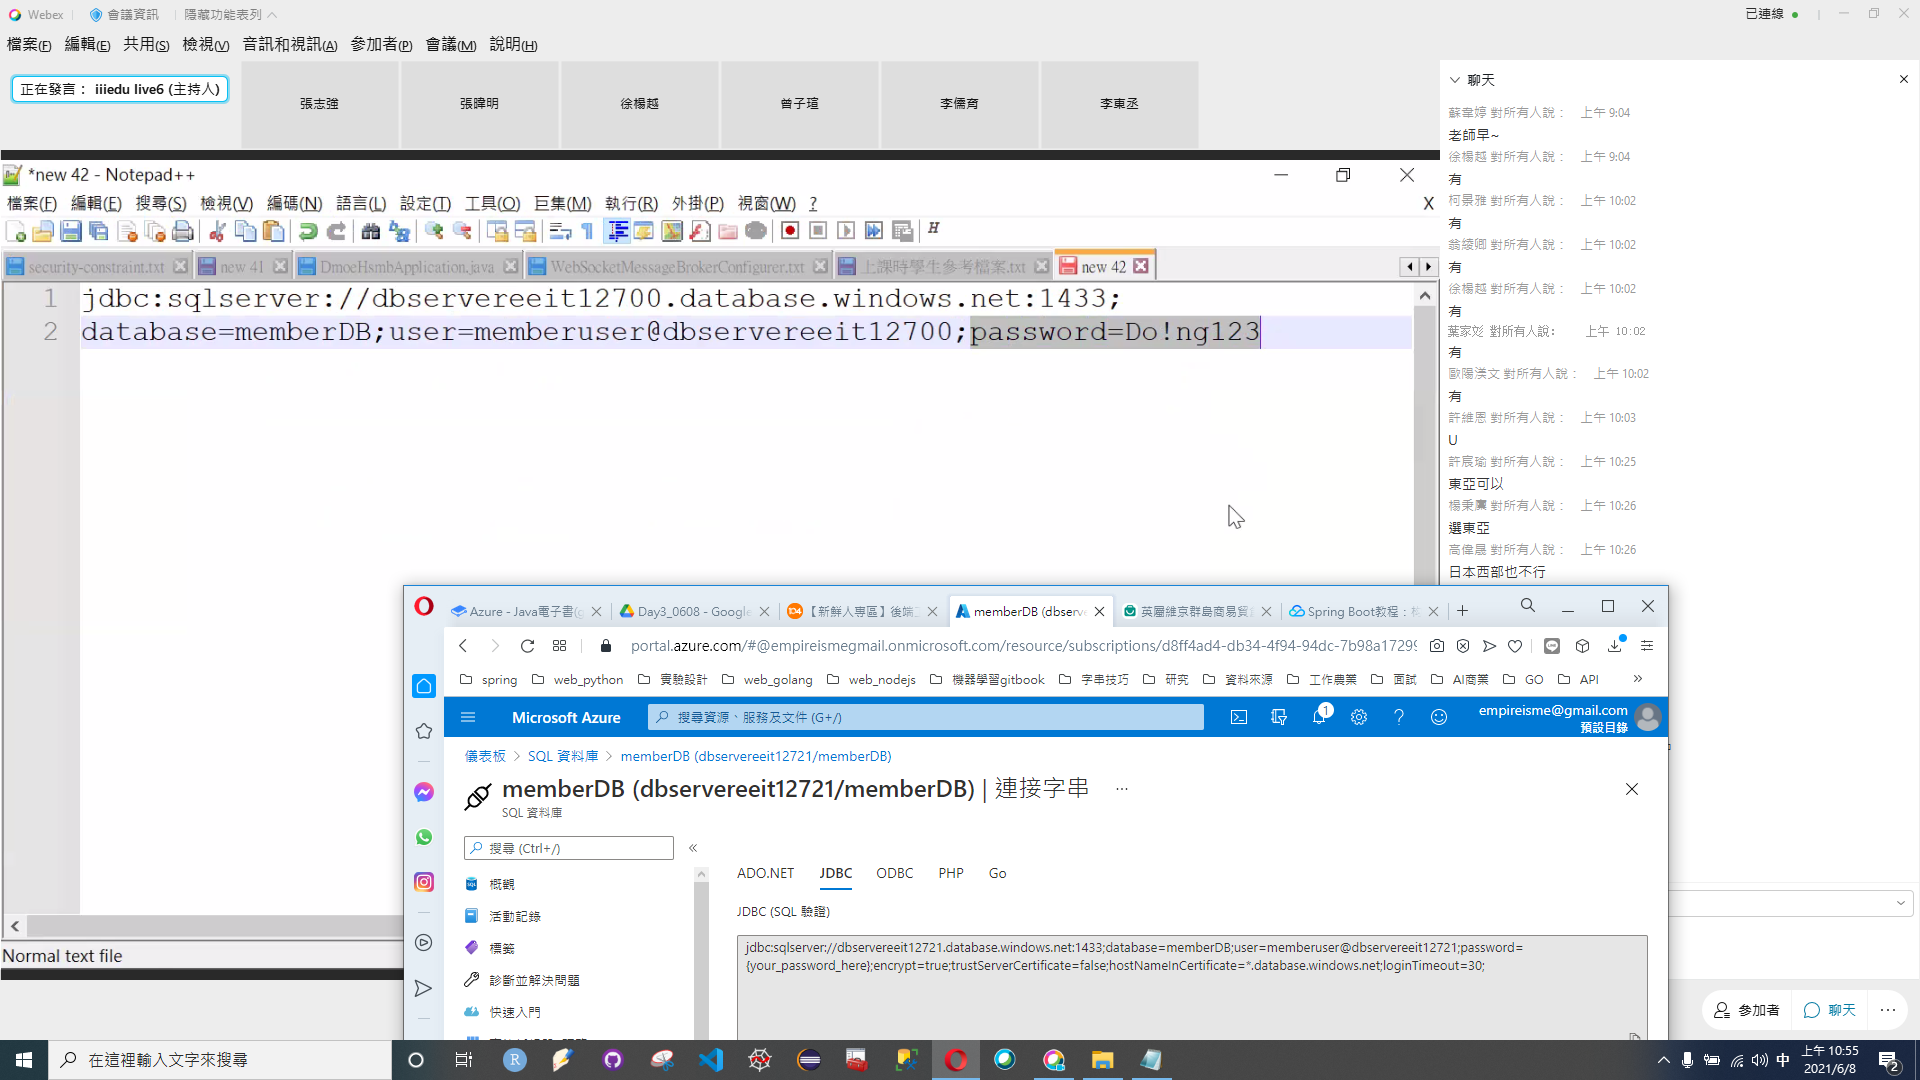 Webex
會議資訊
隱藏功能表列
已連線
檔案(F) 編輯(E) 共用(S) 檢視(V) 音訊和視訊(A) 參加者(P) 會議(M) 說明(H)
正在發言： iiiedu live6 (主持人)
張志強
張暐明
徐楊越
曾子瑄
李儒育
李東丞
*new 42 - Notepad++
檔案(F) 編輯(E) 搜尋(S) 檢視(V) 編碼(N) 語言(L) 設定(T) 工具(O) 巨集(M) 執行(R) 外掛(P) 視窗(W) ?
X
security-constraint.txt
new 41
DmoeHsmbApplication.java
WebSocketMessageBrokerConfigurer.txt
上課時學生參考檔案.txt
new 42
1 jdbc:sqlserver://dbservereeit12700.database.windows.net:1433;
2 database=memberDB;user=memberuser@dbservereeit12700;password=Do!ng123
Normal text file
聊天
蘇韋婷 對所有人說： 上午 9:04
老師早~
徐楊越 對所有人說： 上午 9:04
有
柯景雅 對所有人說： 上午 10:02
有
翁綾卿 對所有人說： 上午 10:02
有
徐楊越 對所有人說： 上午 10:02
有
對所有人說: 上午 10:02
有
歐陽渼文 對所有人說： 上午 10:02
有
許維恩 對所有人說： 上午 10:03
U
許宸瑜 對所有人說： 上午 10:25
東亞可以
楊秉鷹 對所有人說： 上午 10:26
選東亞
高偉晟 對所有人說： 上午 10:26
日本西部也不行
Azure - Java電子書(g
Day3_0608 - Google
【新鮮人專區】後端工
memberDB (dbserve
英屬維京群島商易貿
Spring Boot教程：
portal.azure.com/#@empireismegmail.onmicrosoft.com/resource/subscriptions/d8ff4ad4-db34-4f94-94dc-7b98a17299
spring
web_python
實驗設計
web_golang
web_nodejs
機器學習gitbook
字串技巧
研究
資料來源
工作農業
面試
AI商業
GO
API
Microsoft Azure
搜尋資源、服務及文件 (G+/)
1
empireisme@gmail.com
預設目錄
儀表板 > SQL 資料庫 > memberDB (dbservereeit12721/memberDB)
memberDB (dbservereeit12721/memberDB) | 連接字串 ...
SQL 資料庫
搜尋 (Ctrl+/)
概觀
活動記錄
標籤
診斷並解決問題
快速入門
ADO.NET JDBC ODBC PHP Go
JDBC (SQL 驗證)
jdbc:sqlserver://dbservereeit12721.database.windows.net:1433;database=memberDB;user=memberuser@dbservereeit12721;password=
{your_password_here};encrypt=true;trustServerCertificate=false;hostNameInCertificate=*.database.windows.net;loginTimeout=30;
參加者
聊天
在這裡輸入文字來搜尋
中
上午 10:55
2021/6/8
2